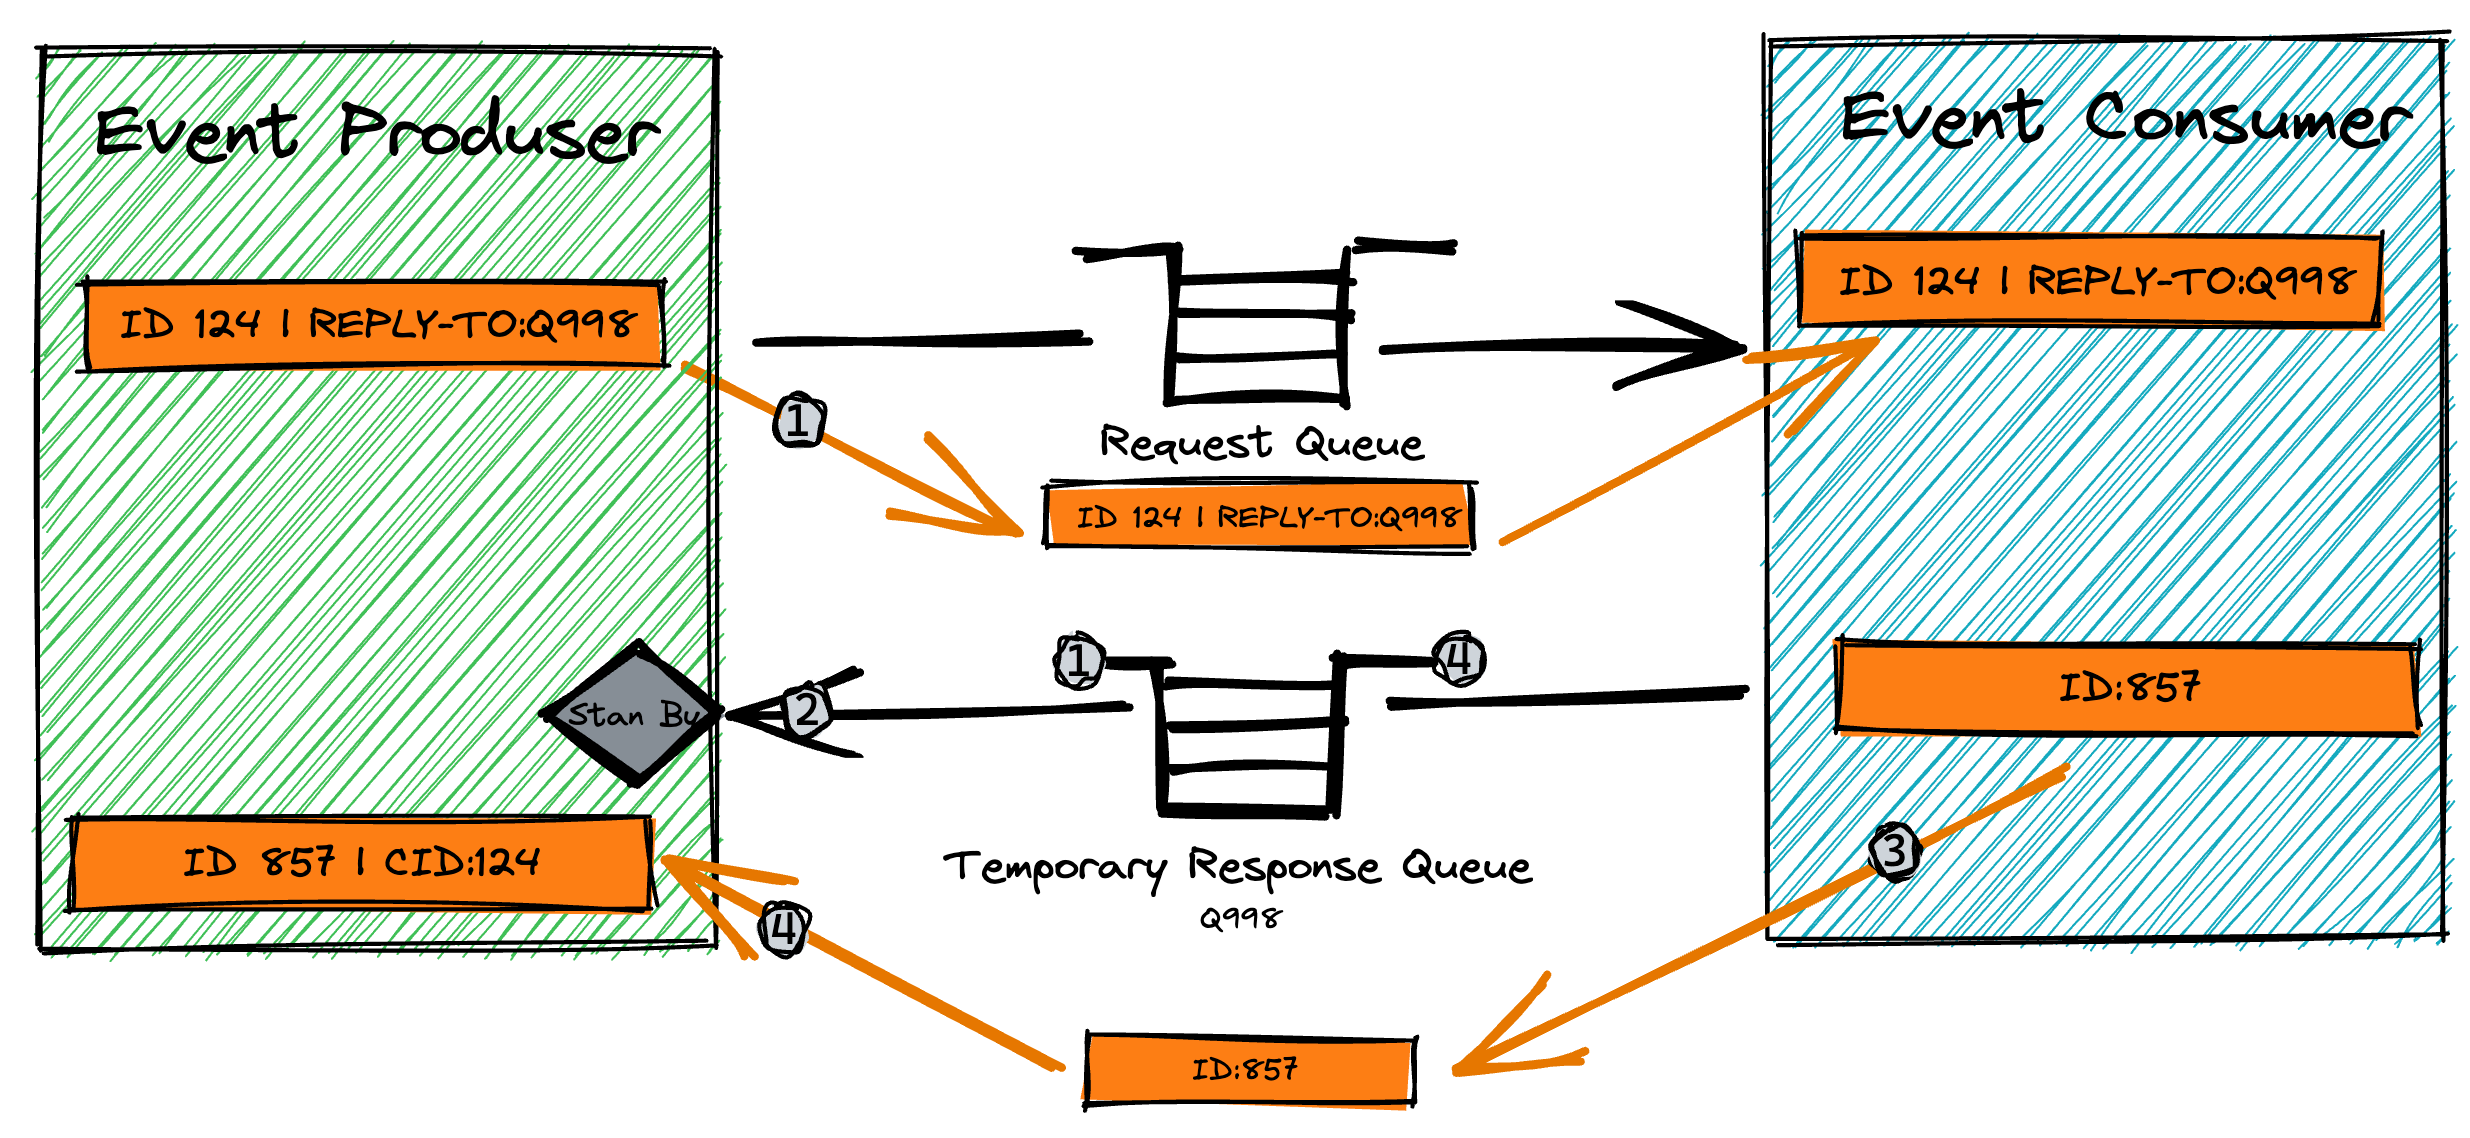 Event Produser
Event Consumer
ID 124 | REPLY-TO:Q998
ID 124 | REPLY-TO:Q998
1
Request Queue
ID 124 | REPLY-TO:Q998
1
4
Stan By
2
ID:857
3
ID 857 | CID:124
Temporary Response Queue
Q998
4
ID:857